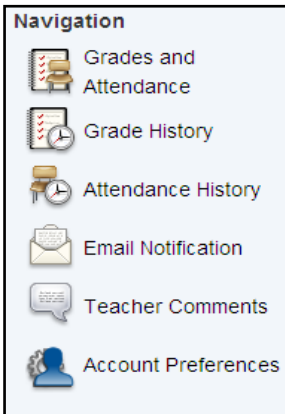 Navigation
Grades and
Attendance
Grade History
Attendance History
Email Notification
Teacher Comments
Account Preferences